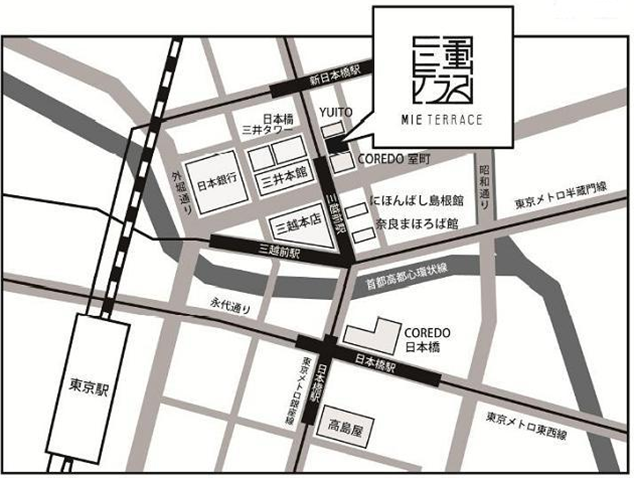 三重
テラス
MIE TERRACE
新日本橋駅
YUITO
日本橋
三井タワー
COREDO 室町
外堀通り
日本銀行
三井本館
昭和通り
にほんばし島根館
三越前駅
東京メトロ半蔵門線
三越本店
奈良まほろば館
三越前駅
首都高都心環状線
永代通り
COREDO
日本橋
東京駅
日本橋駅
東京メトロ銀座線
日本橋駅
高島屋
東京メトロ東西線